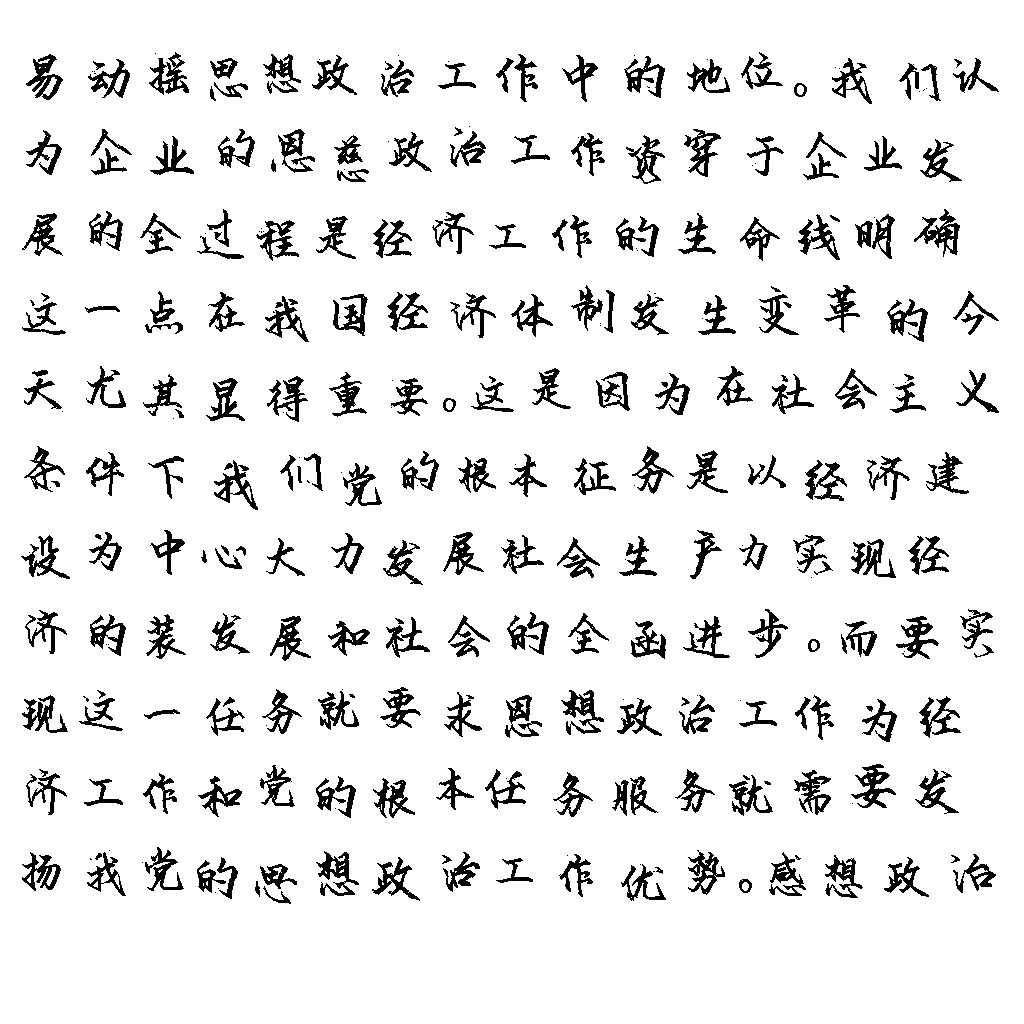 易动摇思想政治工作中的地位。我们认
为企业的恩慈政治工作资穿于企业发
展的全过程是经济工作的生命线明确
这一点在我国经济体制发生变革的今
天尤其显得重要。这是因为在社会主义
条件下我们党的根本征务是以经济建
设为中心大力发展社会生产力实现经
济的装发展和社会的全函进步。而要实
现这一任务就要求恩想政治工作为经
济工作和党的根本任务服务就需要发
扬我党的思想政治工作优势。感想政治